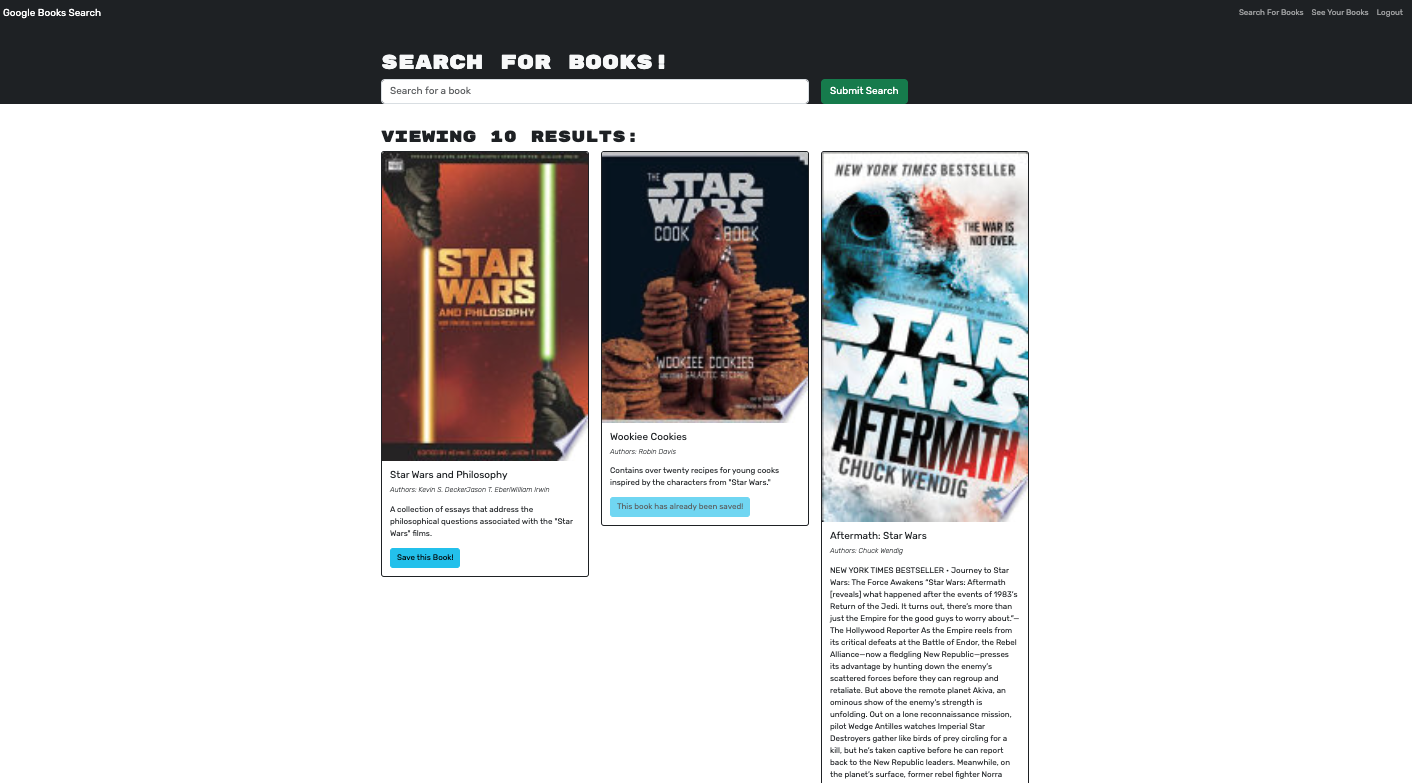 Google Books Search
Search For Books
See Your Books
Logout
SEARCH FOR BOOKS!
Search for a book
Submit Search
VIEWING 10 RESULTS:
STAR
WARS
AND PHILOSOPHY
EDITED BY KEVIN S. DECKER AND JASON T. EBERL
Star Wars and Philosophy
Authors: Kevin S. DeckerJason T. EberlWilliam Irwin
A collection of essays that address the
philosophical questions associated with the "Star
Wars" films.
Save this Book!
THE
STAR
WARS
COOKBOOK
WOOKIEE COOKIES
GALACTIC RECIPES
Wookiee Cookies
Authors: Robin Davis
Contains over twenty recipes for young cooks
inspired by the characters from "Star Wars."
This book has already been saved!
NEW YORK TIMES BESTSELLER
THE WAR IS
NOT OVER.
a long time ago in a galaxy far, far away
STAR
WARS
AFTERMATH
CHUCK WENDIG
Aftermath: Star Wars
Authors: Chuck Wendig
NEW YORK TIMES BESTSELLER • Journey to Star
Wars: The Force Awakens "Star Wars: Aftermath
[reveals] what happened after the events of 1983's
Return of the Jedi. It turns out, there's more than
just the Empire for the good guys to worry about."—
The Hollywood Reporter As the Empire reels from
its critical defeats at the Battle of Endor, the Rebel
Alliance—now a fledgling New Republic—presses
its advantage by hunting down the enemy's
scattered forces before they can regroup and
retaliate. But above the remote planet Akiva, an
ominous show of the enemy's strength is
unfolding. Out on a lone reconnaissance mission,
pilot Wedge Antilles watches Imperial Star
Destroyers gather like birds of prey circling for a
kill, but he's taken captive before he can report
back to the New Republic leaders. Meanwhile, on
the planet's surface, former rebel fighter Norra